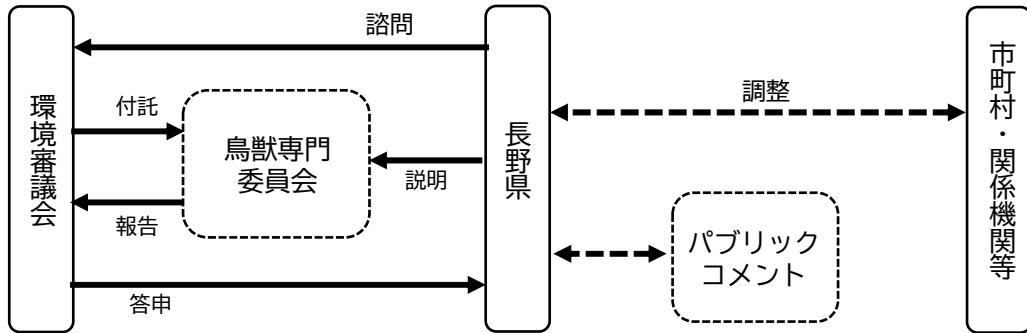 諮問
環境審議会
付託
鳥獣専門
委員会
報告
説明
答申
長野県
調整
パブリック
コメント
市町村・関係機関等